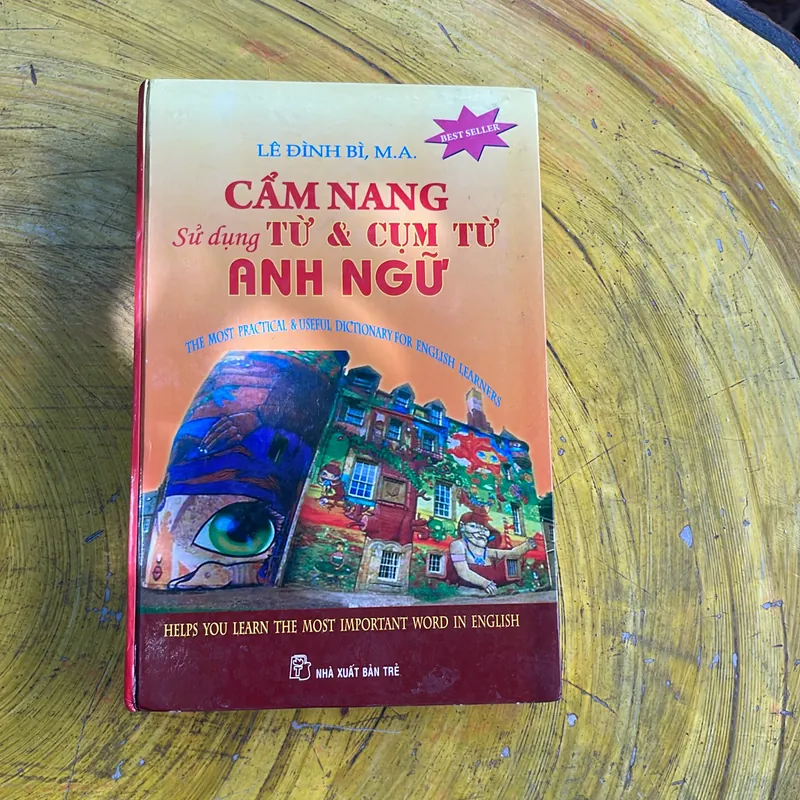 BEST SELLER
LÊ ĐÌNH BÌ, M.A.
CẨM NANG
Sử dụng TỪ & CỤM TỪ
ANH NGỮ
THE MOST PRACTICAL & USEFUL DICTIONARY FOR ENGLISH LEARNERS
HELPS YOU LEARN THE MOST IMPORTANT WORD IN ENGLISH
NHÀ XUẤT BẢN TRẺ